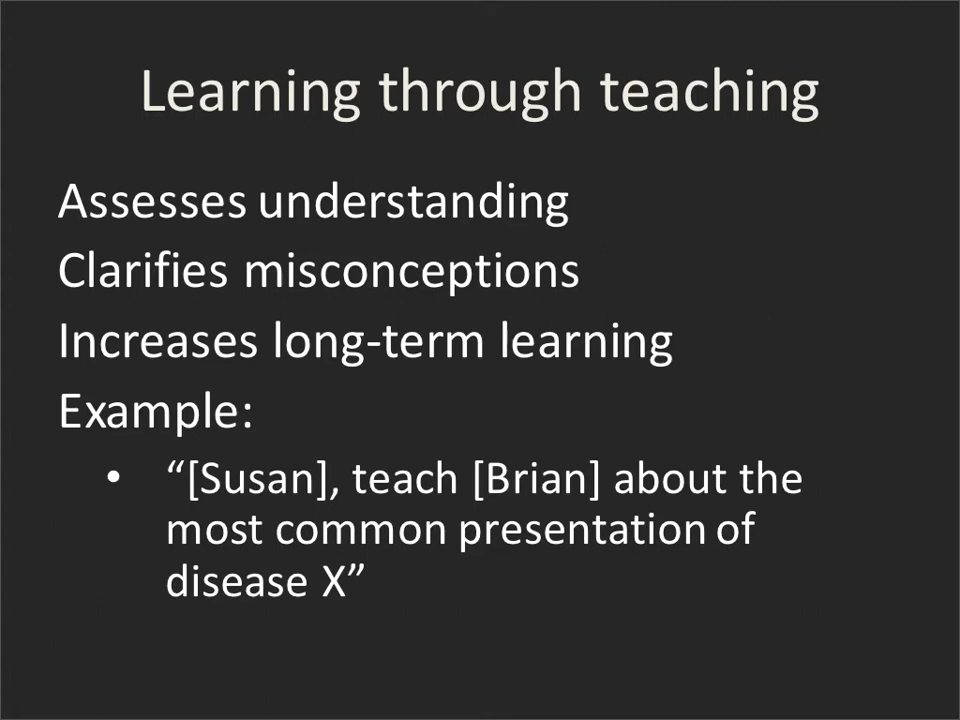 Learning through teaching
Assesses understanding
Clarifies misconceptions
Increases long-term learning
Example:
• “[Susan], teach [Brian] about the
most common presentation of
disease X”